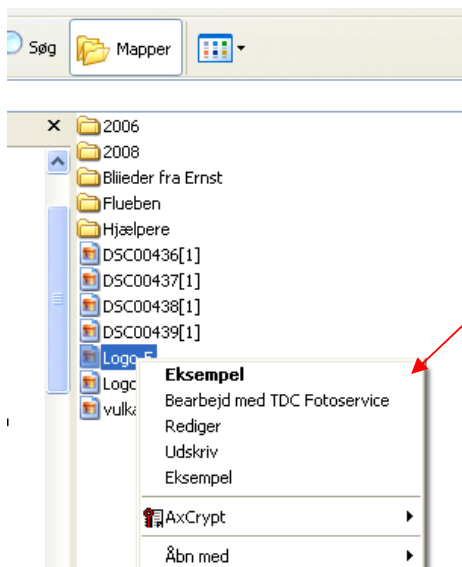 Søg
Mapper
2006
2008
Bliieder fra Ernst
Flueben
Hjælpere
DSC00436[1]
DSC00437[1]
DSC00438[1]
DSC00439[1]
Logo
Eksempel
Bearbejd med TDC Fotoservice
Rediger
Udskriv
Eksempel
AxCrypt
Åbn med